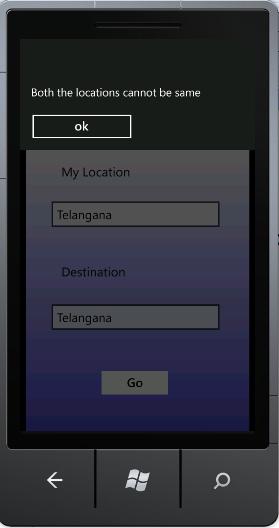 Both the locations cannot be same
ok
My Location
Telangana
Destination
Telangana
Go